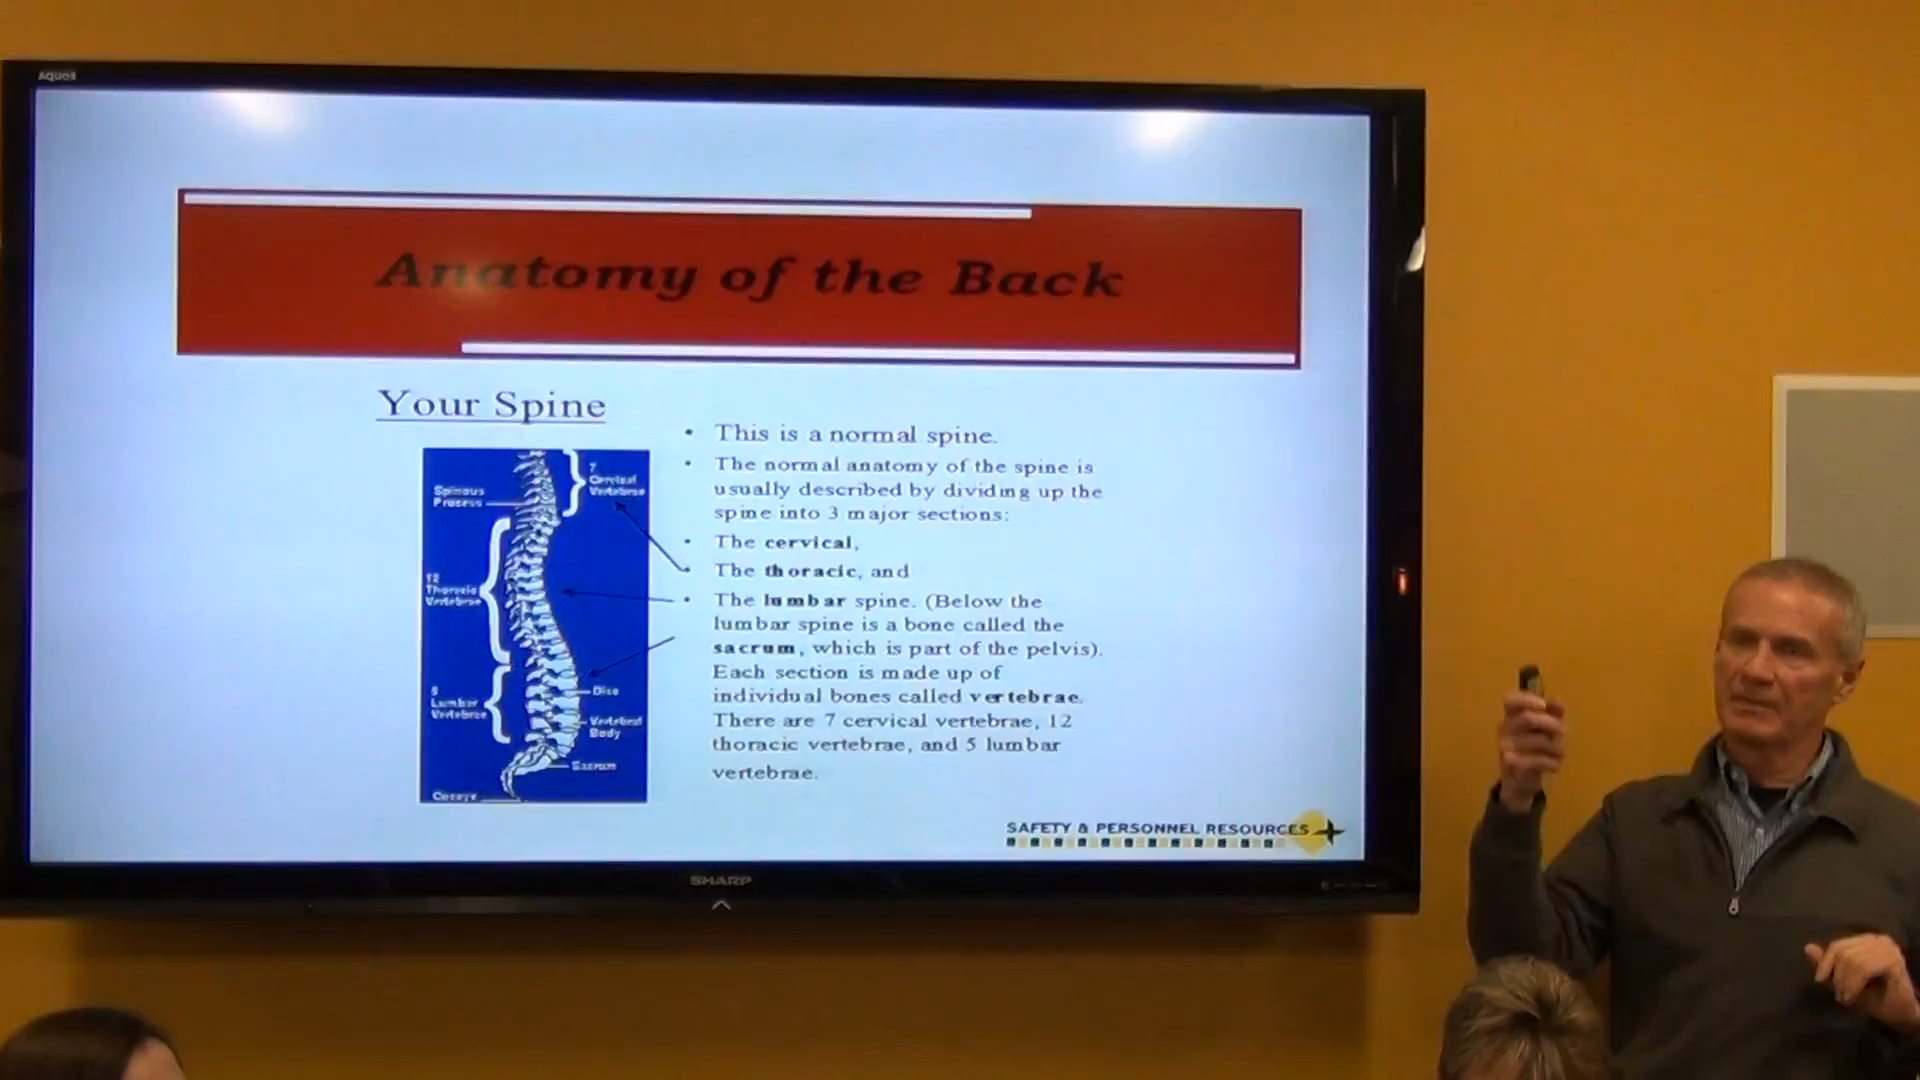 AQUOS
Anatomy of the Back
Your Spine
7
Cervical
Vertebrae
Spinous
Process
12
Thoracic
Vertebrae
5
Lumbar
Vertebrae
Disc
Vertebral
Body
Sacrum
Coccyx
• This is a normal spine.
• The normal anatomy of the spine is
usually described by dividing up the
spine into 3 major sections:
• The cervical,
• The thoracic, and
• The lumbar spine. (Below the
lumbar spine is a bone called the
sacrum, which is part of the pelvis).
Each section is made up of
individual bones called vertebrae.
There are 7 cervical vertebrae, 12
thoracic vertebrae, and 5 lumbar
vertebrae.
SAFETY & PERSONNEL RESOURCES
SHARP